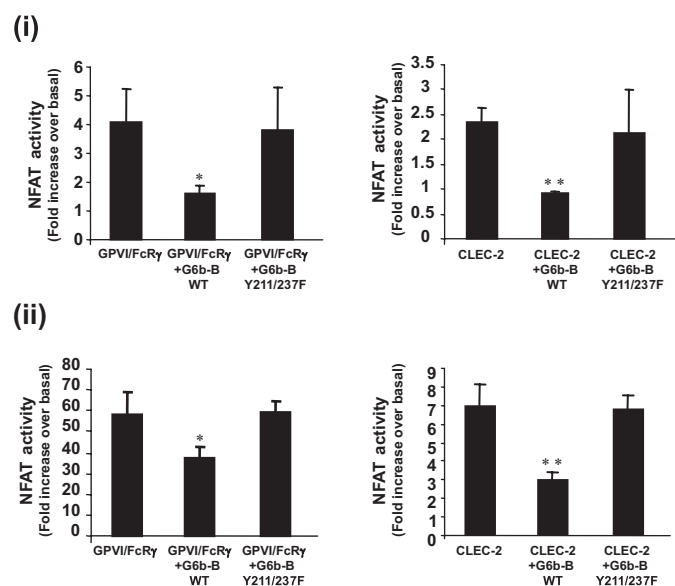 (i)
NFAT activity
(Fold increase over basal)
6
5
4
3
2
1
0
*
GPVI/FcRγ
GPVI/FcRγ
+G6b-B
WT
GPVI/FcRγ
+G6b-B
Y211/237F
NFAT activity
(Fold increase over basal)
3.5
3
2.5
2
1.5
1
0.5
0
**
CLEC-2
CLEC-2
+G6b-B
WT
CLEC-2
+G6b-B
Y211/237F
(ii)
NFAT activity
(Fold increase over basal)
80
70
60
50
40
30
20
10
0
*
GPVI/FcRγ
GPVI/FcRγ
+G6b-B
WT
GPVI/FcRγ
+G6b-B
Y211/237F
NFAT activity
(Fold increase over basal)
9
8
7
6
5
4
3
2
1
0
**
CLEC-2
CLEC-2
+G6b-B
WT
CLEC-2
+G6b-B
Y211/237F